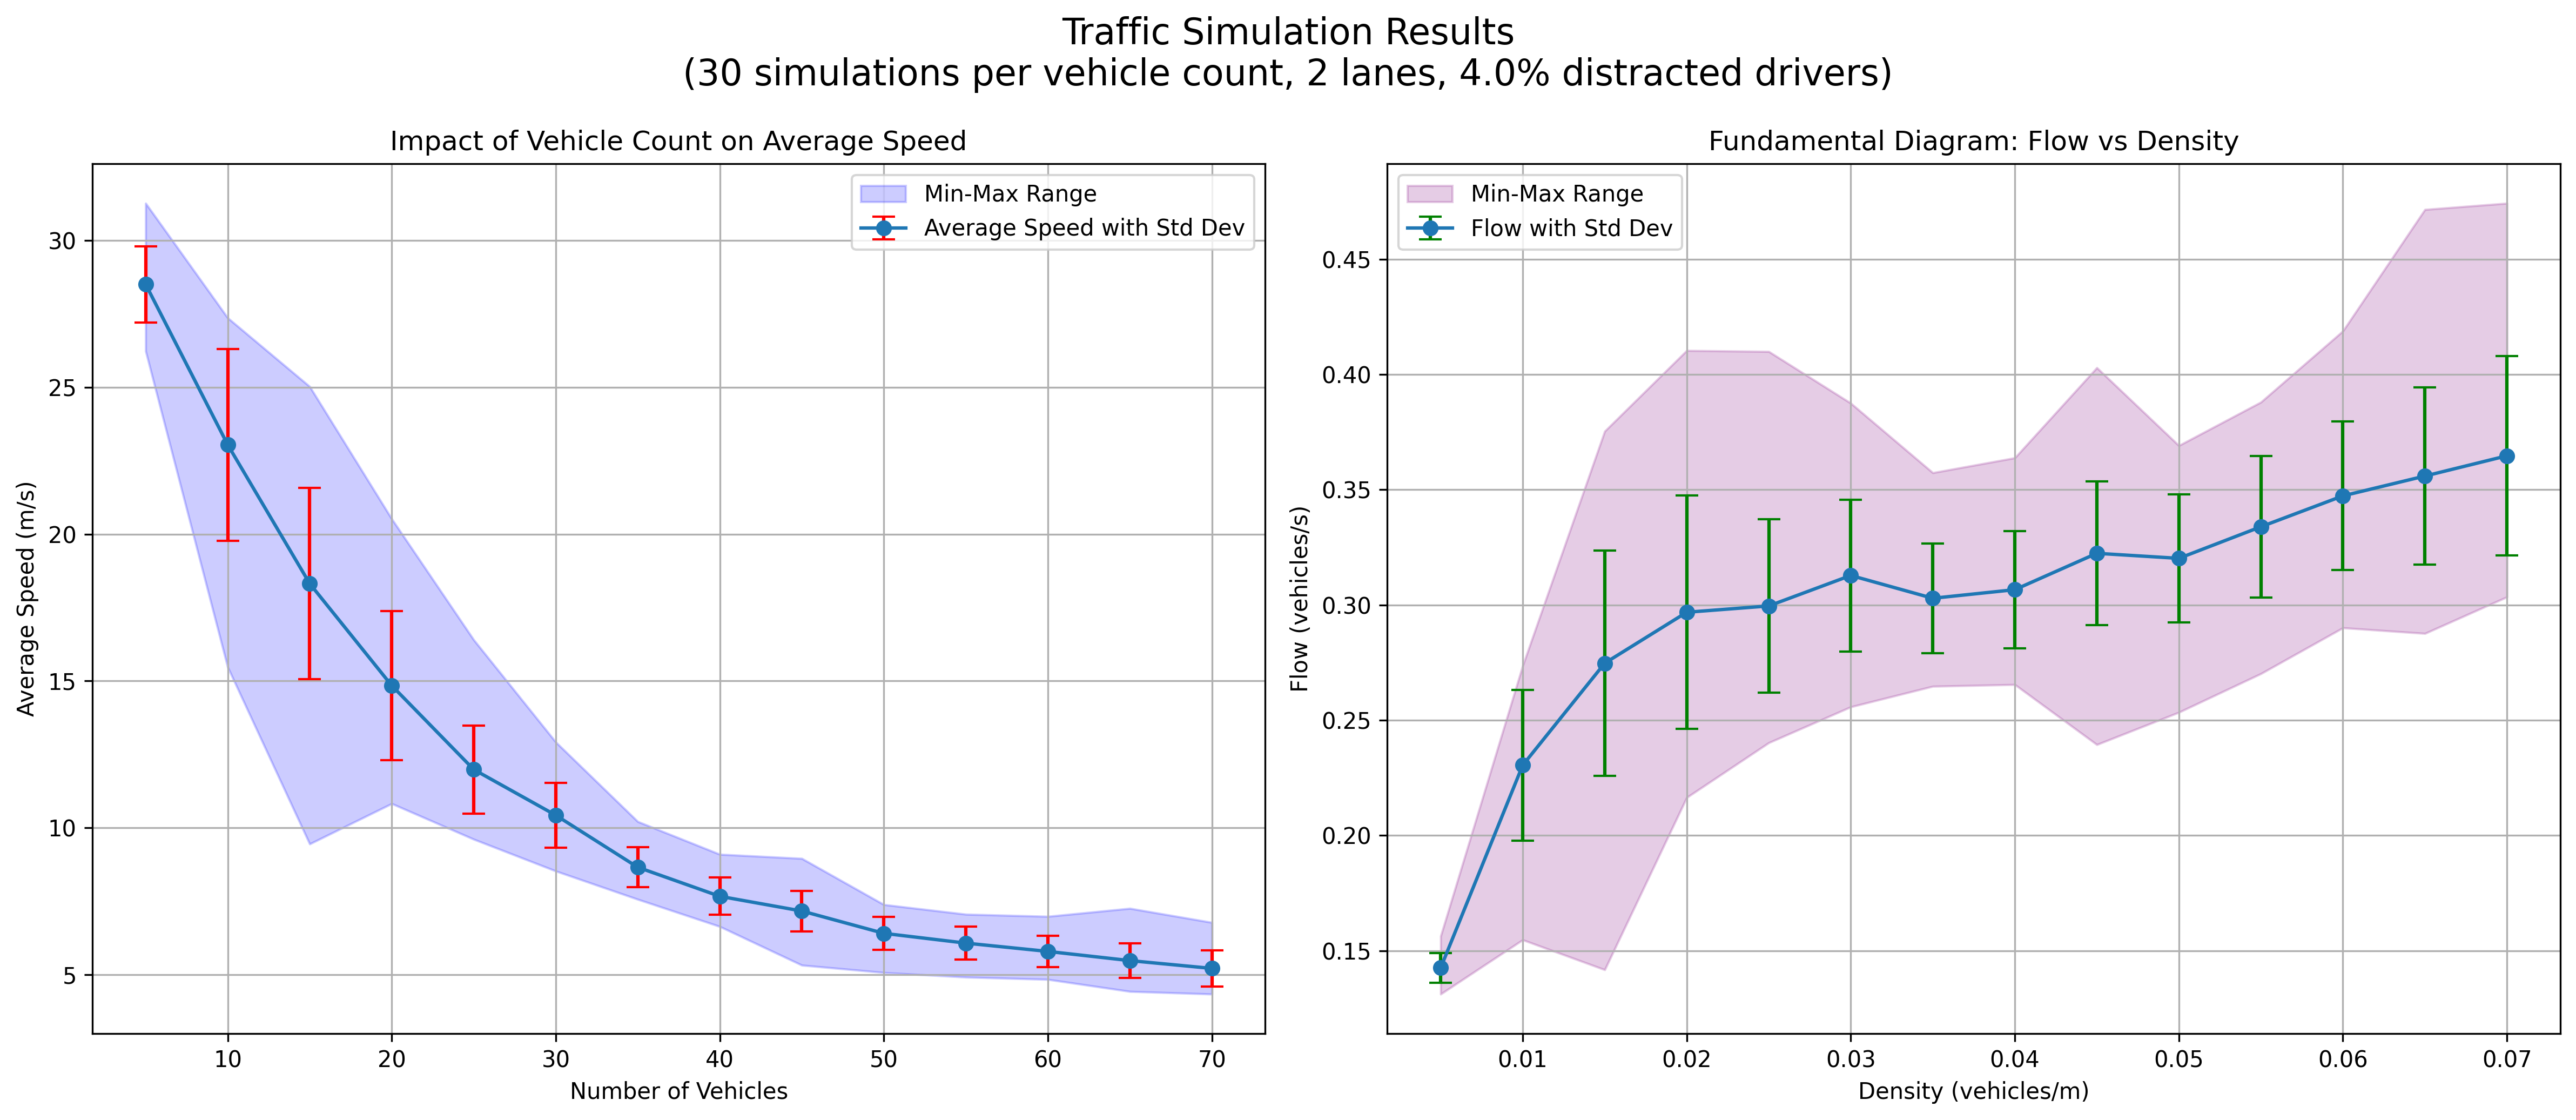 Traffic Simulation Results
(30 simulations per vehicle count, 2 lanes, 4.0% distracted drivers)
Impact of Vehicle Count on Average Speed
Min-Max Range
Average Speed with Std Dev
30
25
20
15
10
5
Average Speed (m/s)
10 20 30 40 50 60 70
Number of Vehicles
Fundamental Diagram: Flow vs Density
Min-Max Range
Flow with Std Dev
0.45
0.40
0.35
0.30
0.25
0.20
0.15
Flow (vehicles/s)
0.01 0.02 0.03 0.04 0.05 0.06 0.07
Density (vehicles/m)